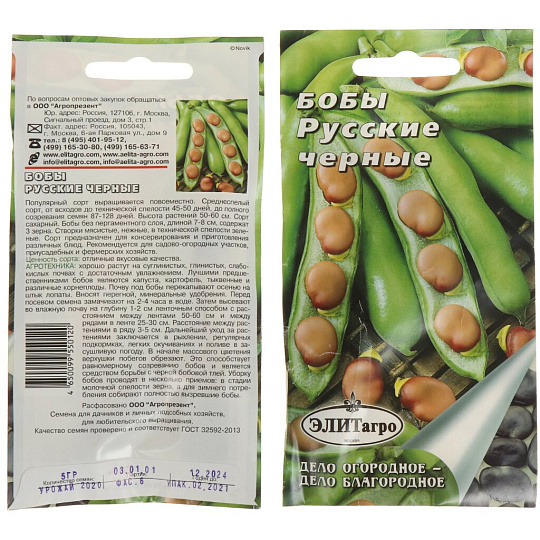 © Novik
По вопросам оптовых закупок обращаться
в ООО "Агропрезент".
Юр. адрес: Россия, 127106, г. Москва,
Сигнальный проезд, дом 3, стр.1
Факт. адрес: Россия, 105043,
г. Москва, 6-ая Парковая ул., дом 9
тел. 8 (495) 401-95-12,
(499) 165-30-80, (499) 165-63-71
www.elitagro.com, www.aelita-agro.com
info@elitagro.com, info@aelita-agro.com
БОБЫ
РУССКИЕ ЧЕРНЫЕ
Популярный сорт выращивается повсеместно. Среднеспелый
сорт, от всходов до технической спелости 45-50 дней, до полного
созревания семян 87-128 дней. Высота растений 50-60 см. Сорт
сахарный. Бобы без пергаментного слоя, длиной 7-8 см, содержат
3 зерна. Створки мясистые, нежные, в технической спелости зеле-
ные. Сорт предназначен для консервирования и приготовления
различных блюд. Рекомендуется для садово-огородных участков,
приусадебных и фермерских хозяйств.
Ценность сорта: отличные вкусовые качества.
АГРОТЕХНИКА: хорошо растут на суглинистых, глинистых, слабо-
кислых почвах с достаточным увлажнением. Лучшими предше-
ственниками бобов являются капуста, картофель, тыквенные и
различные корнеплоды. Почву под бобы перекапывают осенью на
штык лопаты. Вносят перегной, минеральные удобрения. Перед
посевом семена замачивают на 2-4 часа в воде. Затем высевают
во влажную почву на глубину 1-2 см ленточным способом с рас-
стоянием между лентами 50-60 см и между
рядами в ленте 25-30 см. Расстояние между
растениями в ряду 3-5 см. Дальнейший уход за
растениями заключается в рыхлении, регулярных
подкормках, легких окучиваниях и поливе в за-
сушливую погоду. В начале массового цветения
верхушки побегов обрезают. Это способствует
равномерному созреванию бобов и является
средством борьбы с черной бобовой тлей. Уборку
бобов проводят в несколько приемов: в стадии
молочной спелости зерна, а для зимнего потребле-
ния собирают полностью вызревшие бобы.
4 650099 550120
Расфасовано ООО "Агропрезент".
Семена для дачников и личных подсобных хозяйств,
для любительского выращивания.
Качество семян проверено и соответствует ГОСТ 32592-2013
5ГР 03.01.01 12.2024
УРОЖАЙ 2020 ФАС.6 УПАК.02.2021
БОБЫ
Русские
черные
ЭЛИТагро
МОСКВА
ДЕЛО ОГОРОДНОЕ –
ДЕЛО БЛАГОРОДНОЕ